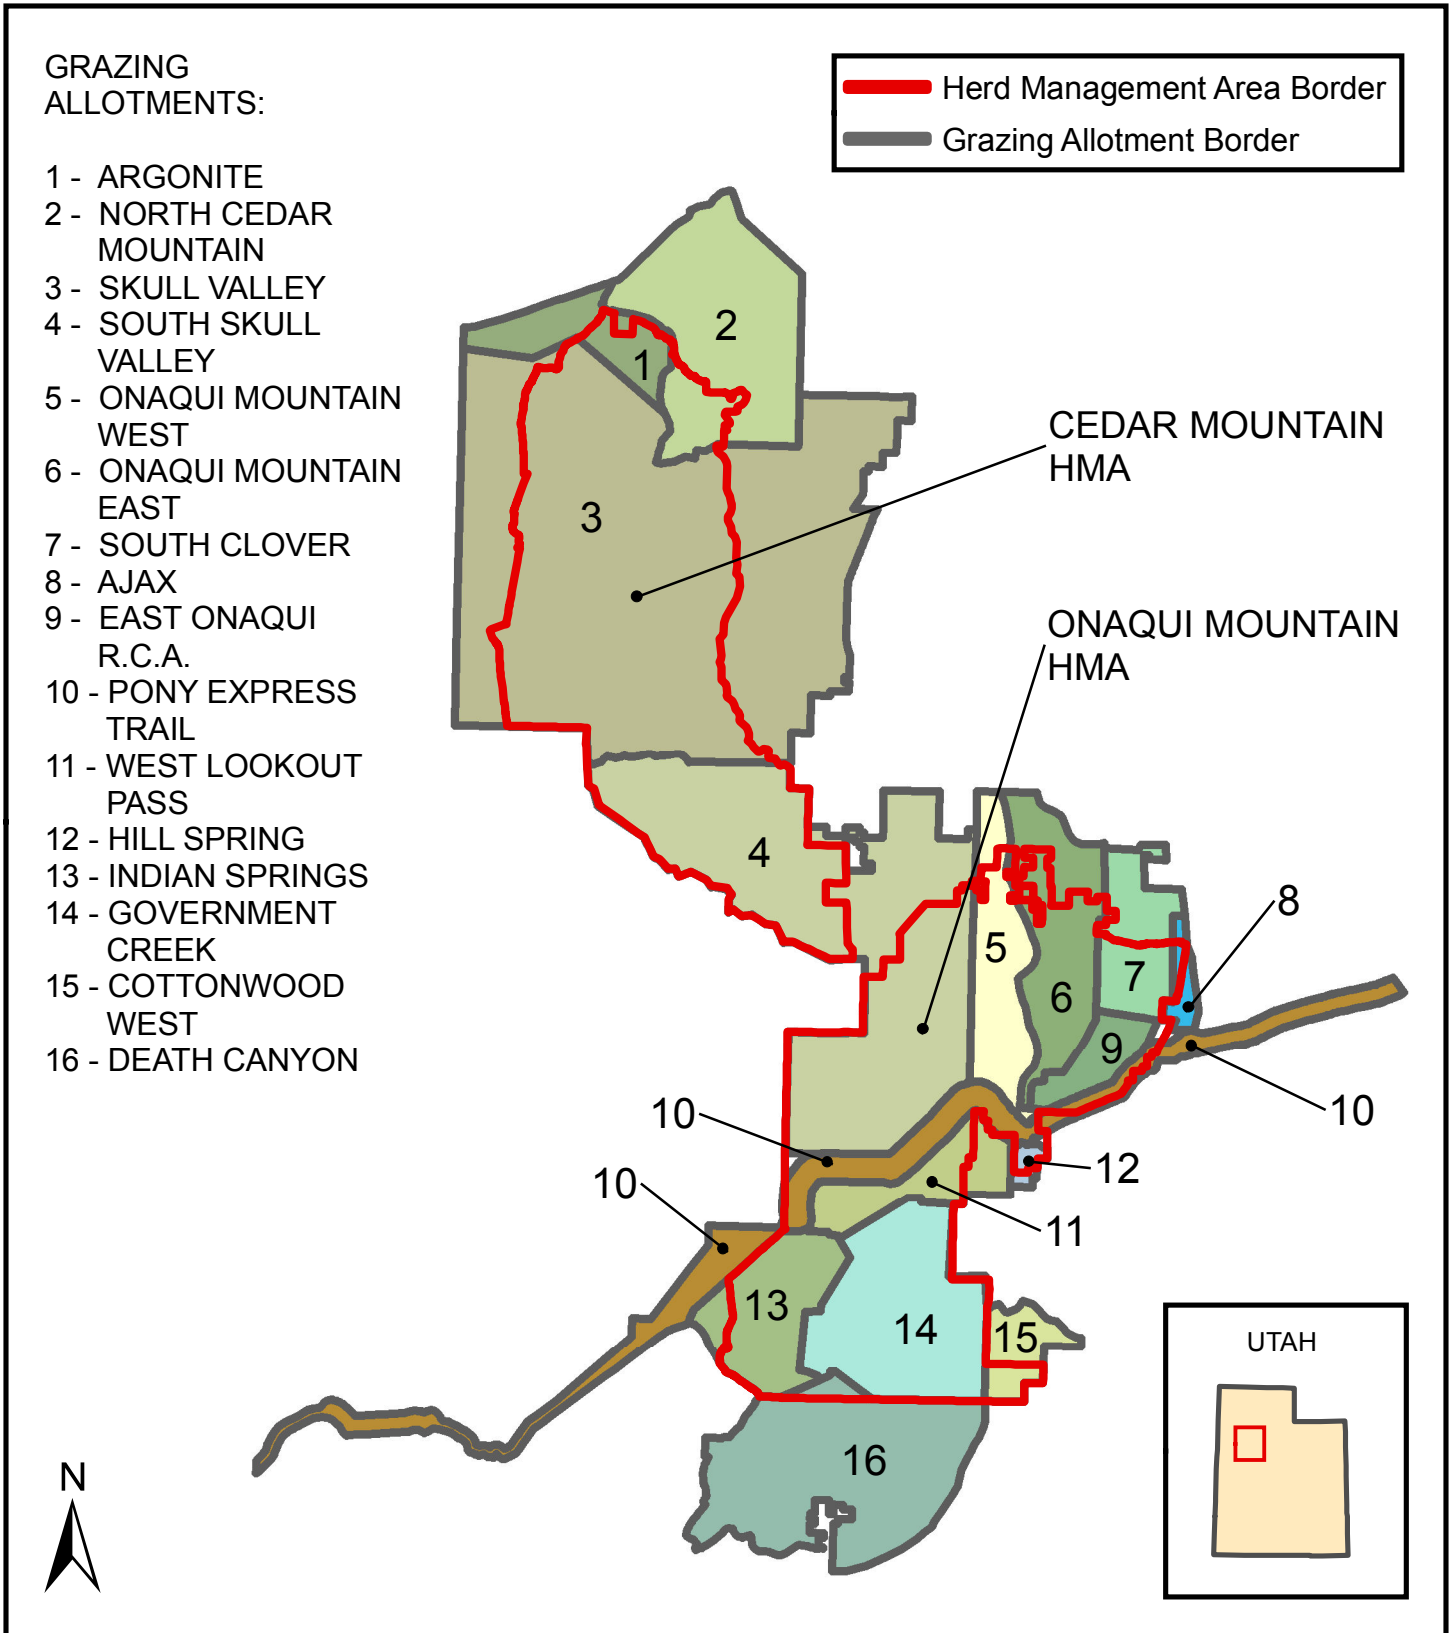 GRAZING
ALLOTMENTS:
1 - ARGONITE
2 - NORTH CEDAR
MOUNTAIN
3 - SKULL VALLEY
4 - SOUTH SKULL
VALLEY
5 - ONAQUI MOUNTAIN
WEST
6 - ONAQUI MOUNTAIN
EAST
7 - SOUTH CLOVER
8 - AJAX
9 - EAST ONAQUI
R.C.A.
10 - PONY EXPRESS
TRAIL
11 - WEST LOOKOUT
PASS
12 - HILL SPRING
13 - INDIAN SPRINGS
14 - GOVERNMENT
CREEK
15 - COTTONWOOD
WEST
16 - DEATH CANYON
Herd Management Area Border
Grazing Allotment Border
2
1
CEDAR MOUNTAIN
HMA
3
ONAQUI MOUNTAIN
HMA
4
8
5
7
6
9
10
10
12
10
11
13
14
15
16
UTAH
N